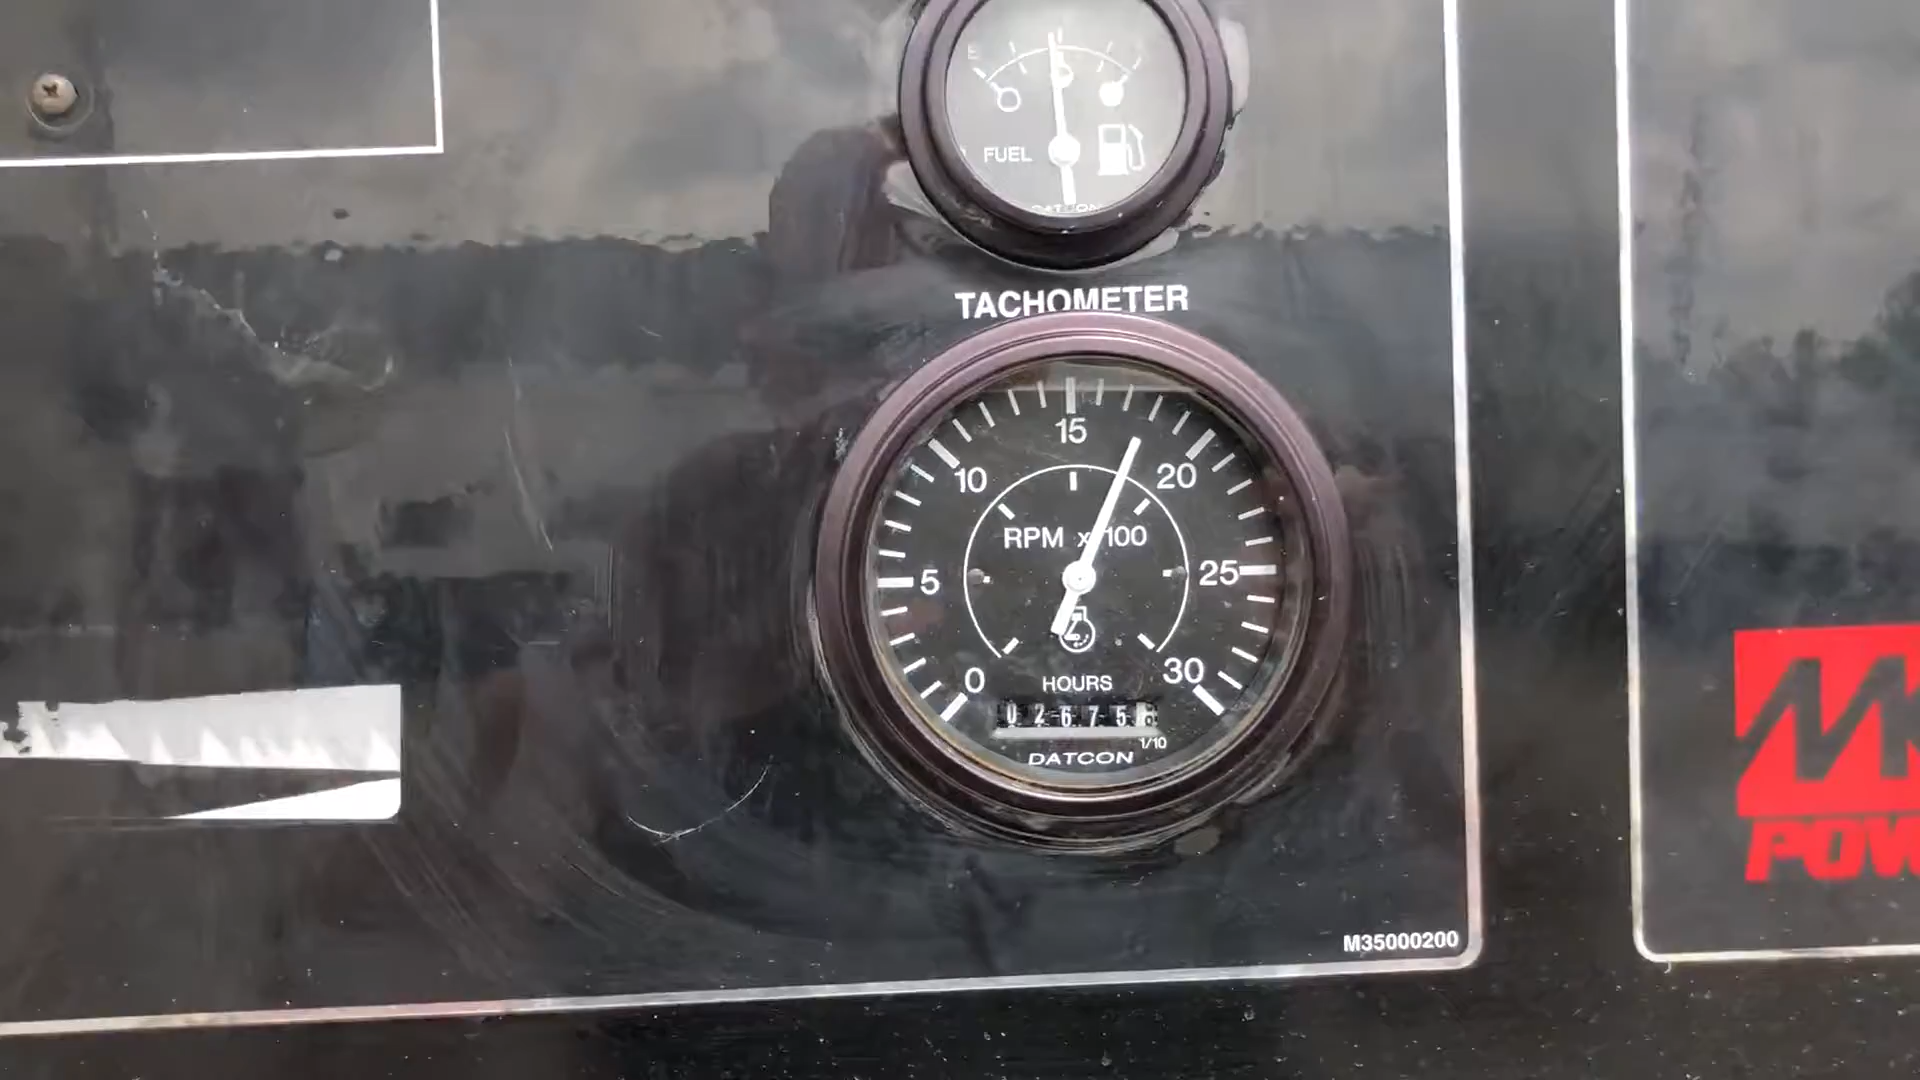 E
FUEL
DATCON
TACHOMETER
15
10
20
RPM x 100
5
25
0
30
HOURS
0 2 6 7 5
1/10
DATCON
M35000200